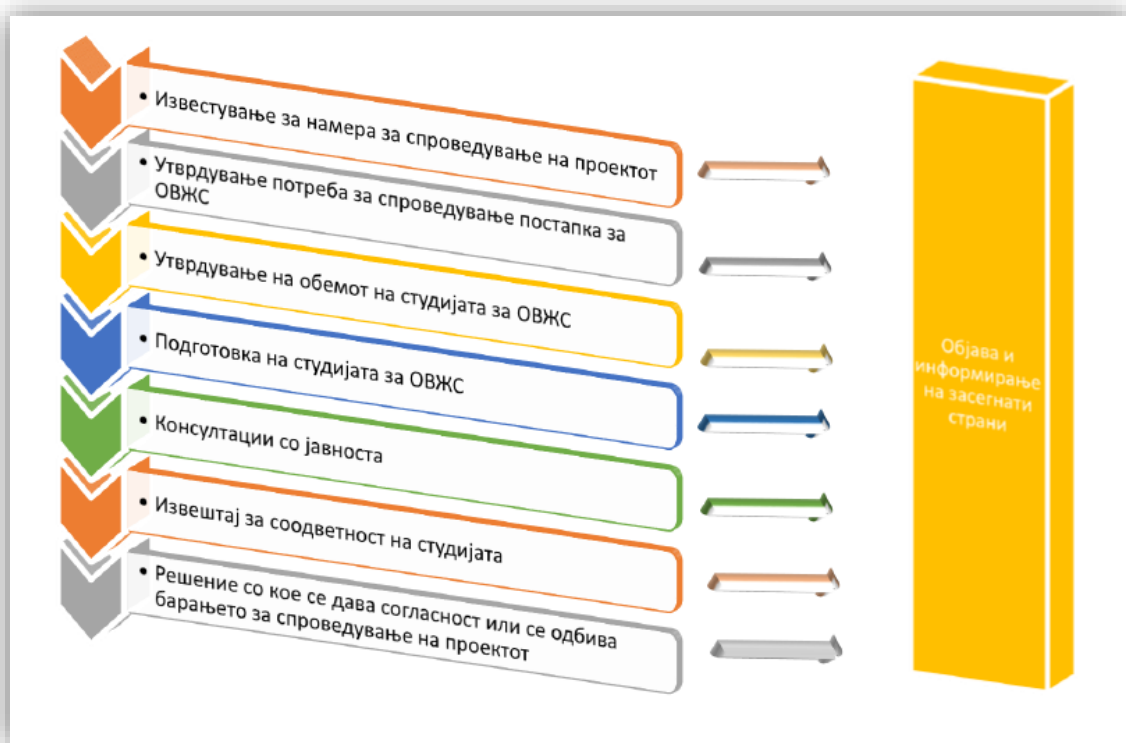 • Известување за намера за спроведување на проектот
• Утврдување потреба за спроведување постапка за
ОВЖС
• Утврдување на обемот на студијата за ОВЖС
• Подготовка на студијата за ОВЖС
• Консултации со јавноста
• Извештај за соодветност на студијата
• Решение со кое се дава согласност или се одбива
барањето за спроведување на проектот
Објава и
информирање
на засегнати
страни